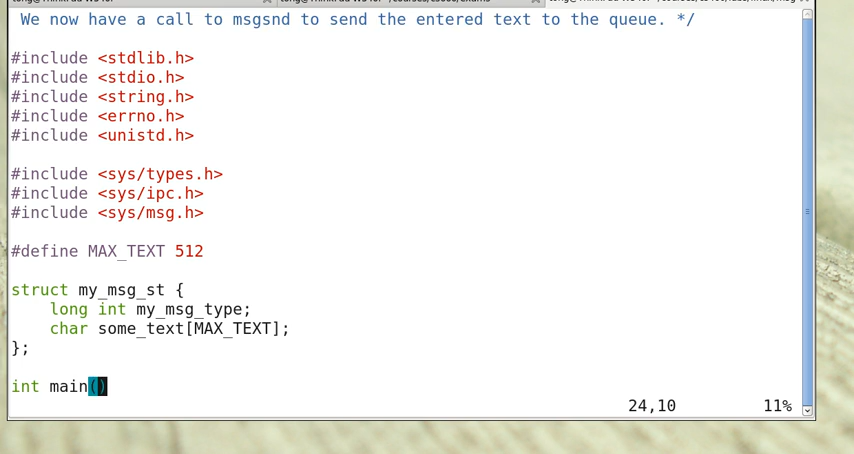 We now have a call to msgsnd to send the entered text to the queue. */
#include <stdlib.h>
#include <stdio.h>
#include <string.h>
#include <errno.h>
#include <unistd.h>
#include <sys/types.h>
#include <sys/ipc.h>
#include <sys/msg.h>
#define MAX_TEXT 512
struct my_msg_st {
    long int my_msg_type;
    char some_text[MAX_TEXT];
};
int main()
24,10 11%